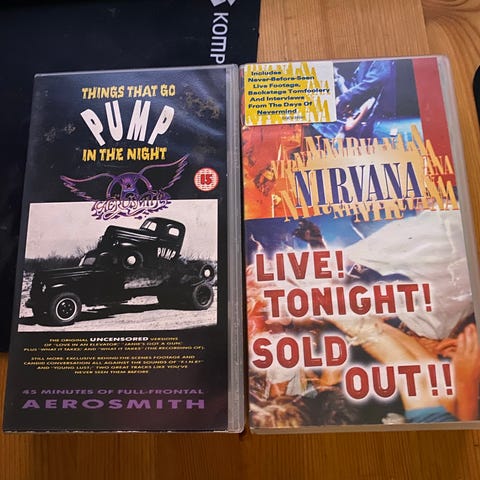 KOMP
THINGS THAT GO
PUMP
IN THE NIGHT
AEROSMITH
15
PUMP
THE ORIGINAL UNCENSORED VERSIONS
OF "LOVE IN AN ELEVATOR," "JANIE'S GOT A GUN,"
PLUS "WHAT IT TAKES," AND "WHAT IT TAKES" (THE RECORDING OF).
STILL MORE: EXCLUSIVE BEHIND THE SCENES FOOTAGE AND
CANDID CONVERSATION ALL AGAINST THE SOUNDS OF "F.I.N.E."
AND "YOUNG LUST," TWO GREAT TRACKS LIKE YOU'VE
NEVER SEEN THEM BEFORE
45 MINUTES OF FULL-FRONTAL
AEROSMITH
Includes
Never-Before-Seen
Live Footage,
Backstage Tomfoolery
And Interviews
From The Days Of
Nevermind
NIRVANA
LIVE!
TONIGHT!
SOLD
OUT!!